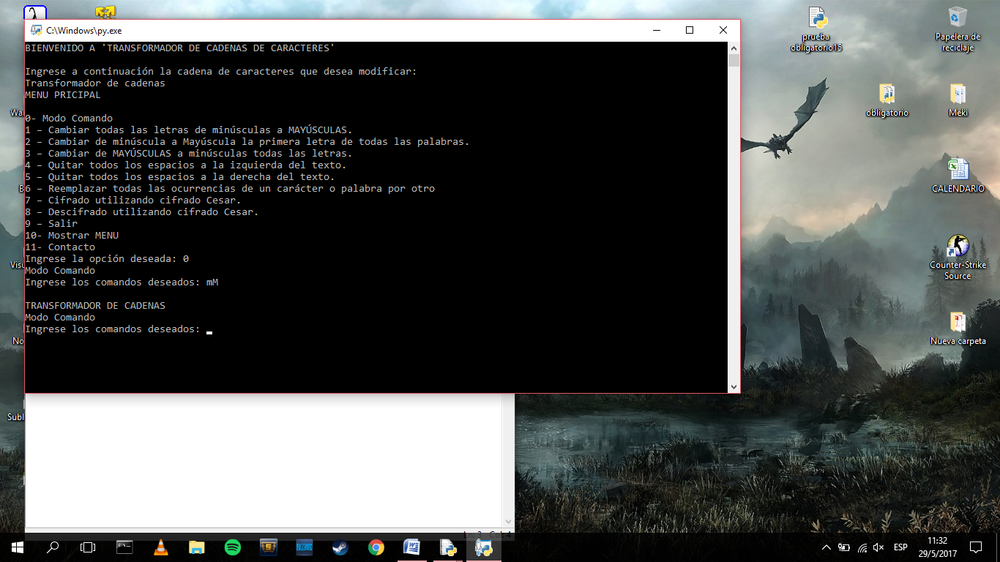 C:\Windows\py.exe
BIENVENIDO A 'TRANSFORMADOR DE CADENAS DE CARACTERES'
Ingrese a continuación la cadena de caracteres que desea modificar:
Transformador de cadenas
MENU PRICIPAL
0- Modo Comando
1 – Cambiar todas las letras de minúsculas a MAYÚSCULAS.
2 – Cambiar de minúscula a Mayúscula la primera letra de todas las palabras.
3 – Cambiar de MAYÚSCULAS a minúsculas todas las letras.
4 – Quitar todos los espacios a la izquierda del texto.
5 – Quitar todos los espacios a la derecha del texto.
6 – Reemplazar todas las ocurrencias de un carácter o palabra por otro
7 – Cifrado utilizando cifrado Cesar.
8 – Descifrado utilizando cifrado Cesar.
9 – Salir
10- Mostrar MENU
11- Contacto
Ingrese la opción deseada: 0
Modo Comando
Ingrese los comandos deseados: mM
TRANSFORMADOR DE CADENAS
Modo Comando
Ingrese los comandos deseados:
prueba
obligatorio15
Papelera de
reciclaje
obligatorio
Meki
CALENDARIO
Counter-Strike
Source
Nueva carpeta
War
Visu
No
Subl
Ln: 3 Col: 4
ESP
11:32
29/5/2017